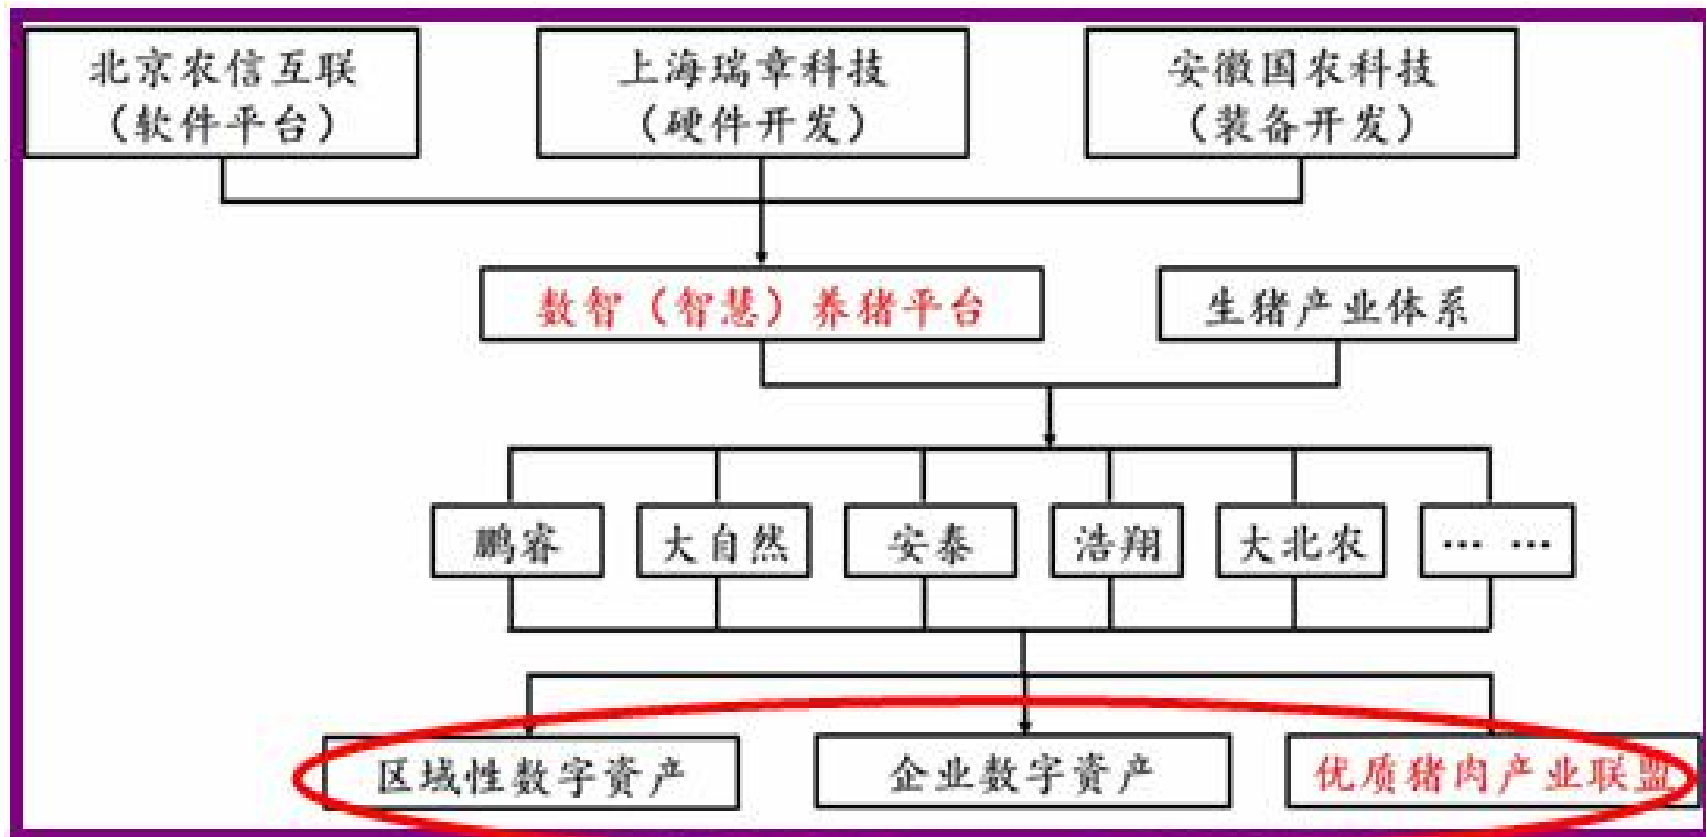 北京农信互联
（软件平台）
上海瑞章科技
（硬件开发）
安徽国农科技
（装备开发）
数智（智慧）养猪平台
生猪产业体系
鹏睿
大自然
安泰
浩翔
大北农
… …
区域性数字资产
企业数字资产
优质猪肉产业联盟